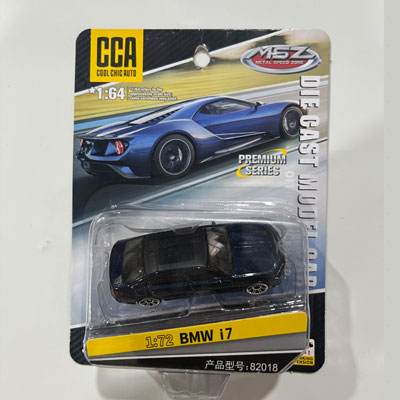 CCA
COOL CHIC AUTO
MSZ
METAL SPEED ZONE
*1:64
DIE CAST MODEL CAR
PREMIUM
SERIES
1:72 BMW i7
产品型号:82018